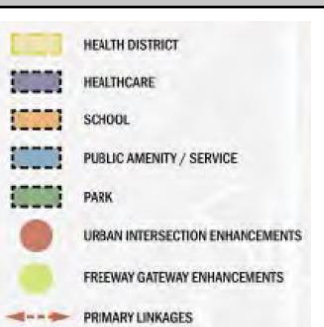 HEALTH DISTRICT
HEALTHCARE
SCHOOL
PUBLIC AMENITY / SERVICE
PARK
URBAN INTERSECTION ENHANCEMENTS
FREEWAY GATEWAY ENHANCEMENTS
PRIMARY LINKAGES